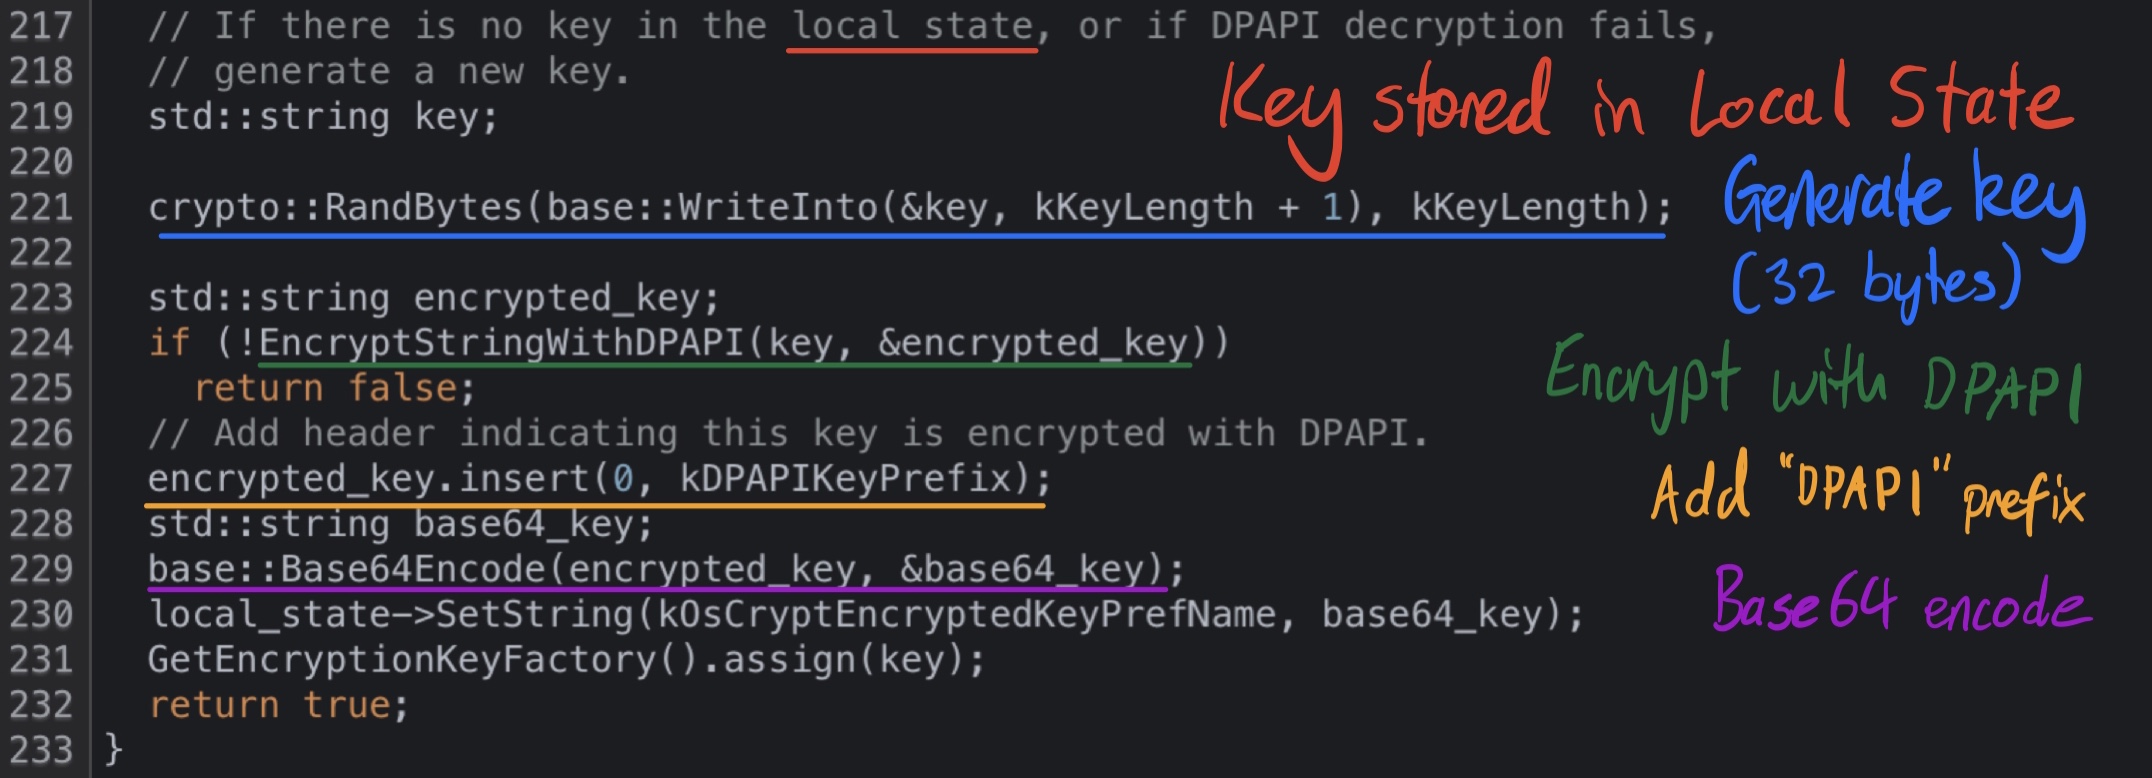 217 // If there is no key in the local state, or if DPAPI decryption fails,
218 // generate a new key.
219 std::string key;
Key stored in Local State
220
221 crypto::RandBytes(base::WriteInto(&key, kKeyLength + 1), kKeyLength);
Generate key
222
(32 bytes)
223 std::string encrypted_key;
224 if (!EncryptStringWithDPAPI(key, &encrypted_key))
225 return false;
Encrypt with DPAPI
226 // Add header indicating this key is encrypted with DPAPI.
227 encrypted_key.insert(0, kDPAPIKeyPrefix);
Add "DPAPI" prefix
228 std::string base64_key;
229 base::Base64Encode(encrypted_key, &base64_key);
Base64 encode
230 local_state->SetString(kOsCryptEncryptedKeyPrefName, base64_key);
231 GetEncryptionKeyFactory().assign(key);
232 return true;
233 }